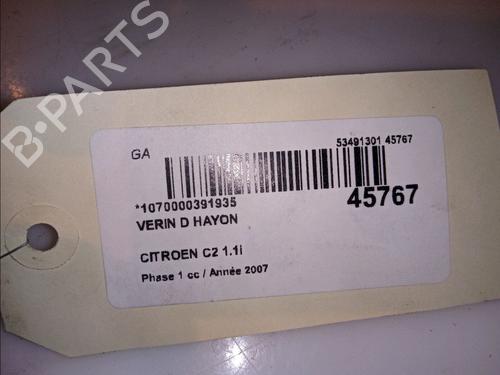 B-PARTS
GA
53491301 45767
*1070000391935
45767
VERIN D HAYON
CITROEN C2 1.1i
Phase 1 cc / Année 2007